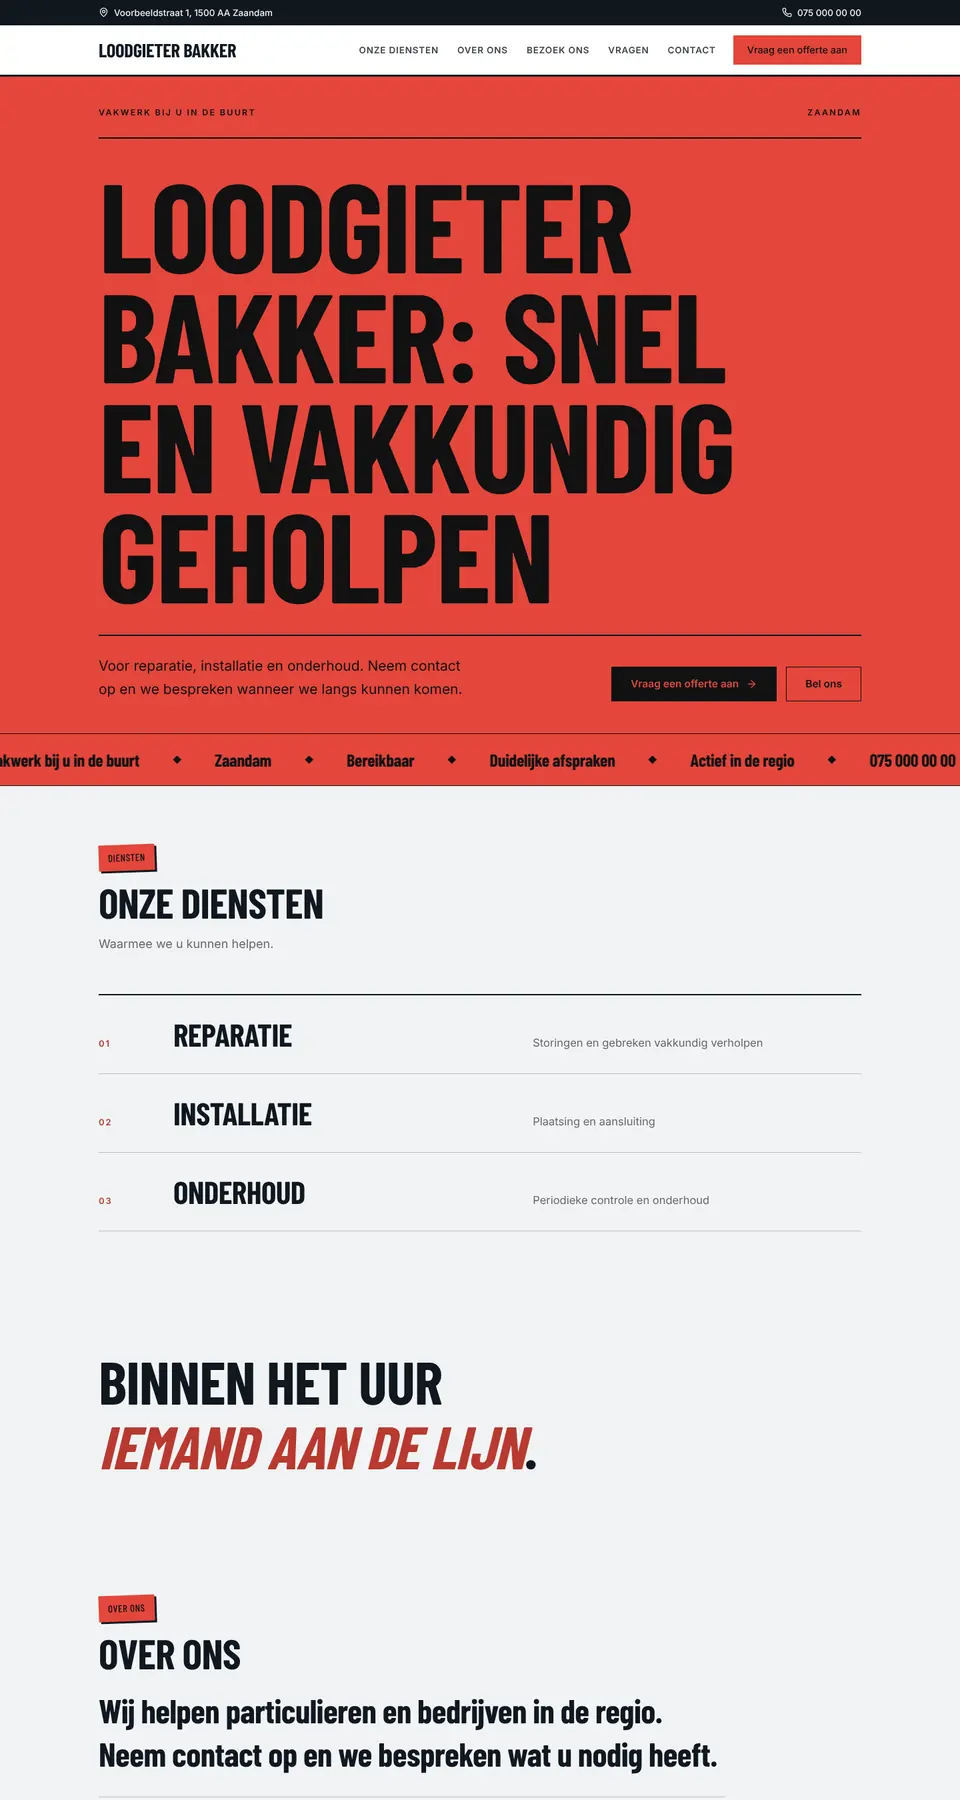 Voorbeeldstraat 1, 1500 AA Zaandam
075 000 00 00
LOODGIETER BAKKER
ONZE DIENSTEN
OVER ONS
BEZOEK ONS
VRAGEN
CONTACT
Vraag een offerte aan
VAKWERK BIJ U IN DE BUURT
ZAANDAM
LOODGIETER
BAKKER: SNEL
EN VAKKUNDIG
GEHOLPEN
Voor reparatie, installatie en onderhoud. Neem contact
op en we bespreken wanneer we langs kunnen komen.
Vraag een offerte aan
Bel ons
akwerk bij u in de buurt
Zaandam
Bereikbaar
Duidelijke afspraken
Actief in de regio
075 000 00 00
DIENSTEN
ONZE DIENSTEN
Waarmee we u kunnen helpen.
01
REPARATIE
Storingen en gebreken vakkundig verholpen
02
INSTALLATIE
Plaatsing en aansluiting
03
ONDERHOUD
Periodieke controle en onderhoud
BINNEN HET UUR
IEMAND AAN DE LIJN.
OVER ONS
OVER ONS
Wij helpen particulieren en bedrijven in de regio.
Neem contact op en we bespreken wat u nodig heeft.